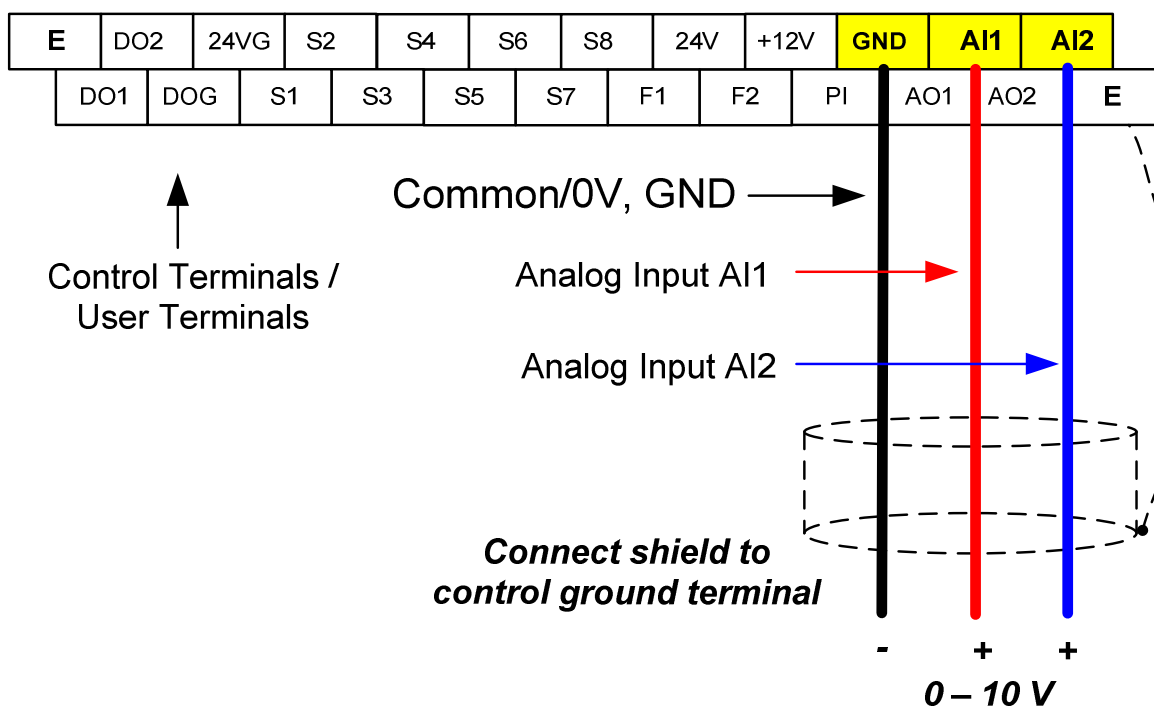 E DO2 24VG S2 S4 S6 S8 24V +12V GND AI1 AI2
DO1 DOG S1 S3 S5 S7 F1 F2 PI AO1 AO2 E
Common/0V, GND
Control Terminals /
User Terminals
Analog Input AI1
Analog Input AI2
Connect shield to
control ground terminal
- + +
0 – 10 V